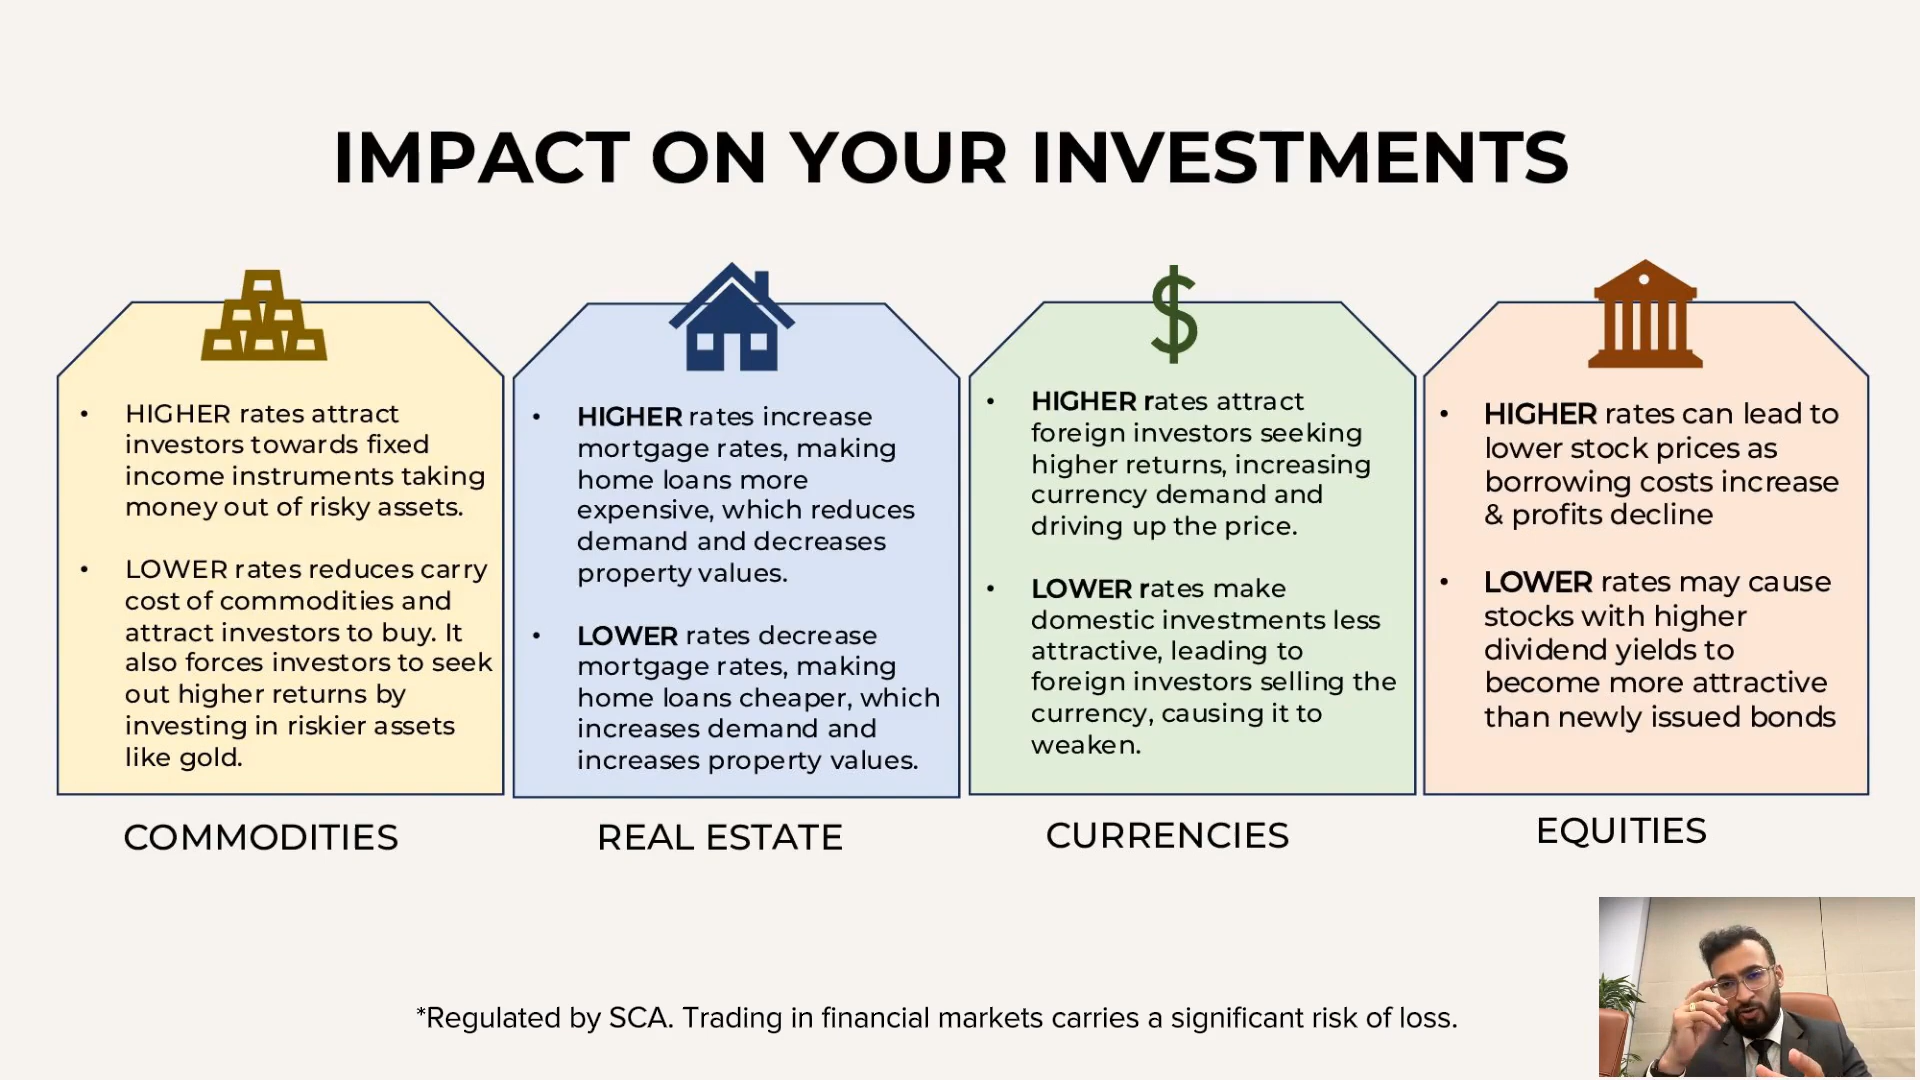 IMPACT ON YOUR INVESTMENTS
• HIGHER rates attract
investors towards fixed
income instruments taking
money out of risky assets.
• LOWER rates reduces carry
cost of commodities and
attract investors to buy. It
also forces investors to seek
out higher returns by
investing in riskier assets
like gold.
COMMODITIES
• HIGHER rates increase
mortgage rates, making
home loans more
expensive, which reduces
demand and decreases
property values.
• LOWER rates decrease
mortgage rates, making
home loans cheaper, which
increases demand and
increases property values.
REAL ESTATE
$
• HIGHER rates attract
foreign investors seeking
higher returns, increasing
currency demand and
driving up the price.
• LOWER rates make
domestic investments less
attractive, leading to
foreign investors selling the
currency, causing it to
weaken.
CURRENCIES
• HIGHER rates can lead to
lower stock prices as
borrowing costs increase
& profits decline
• LOWER rates may cause
stocks with higher
dividend yields to
become more attractive
than newly issued bonds
EQUITIES
*Regulated by SCA. Trading in financial markets carries a significant risk of loss.